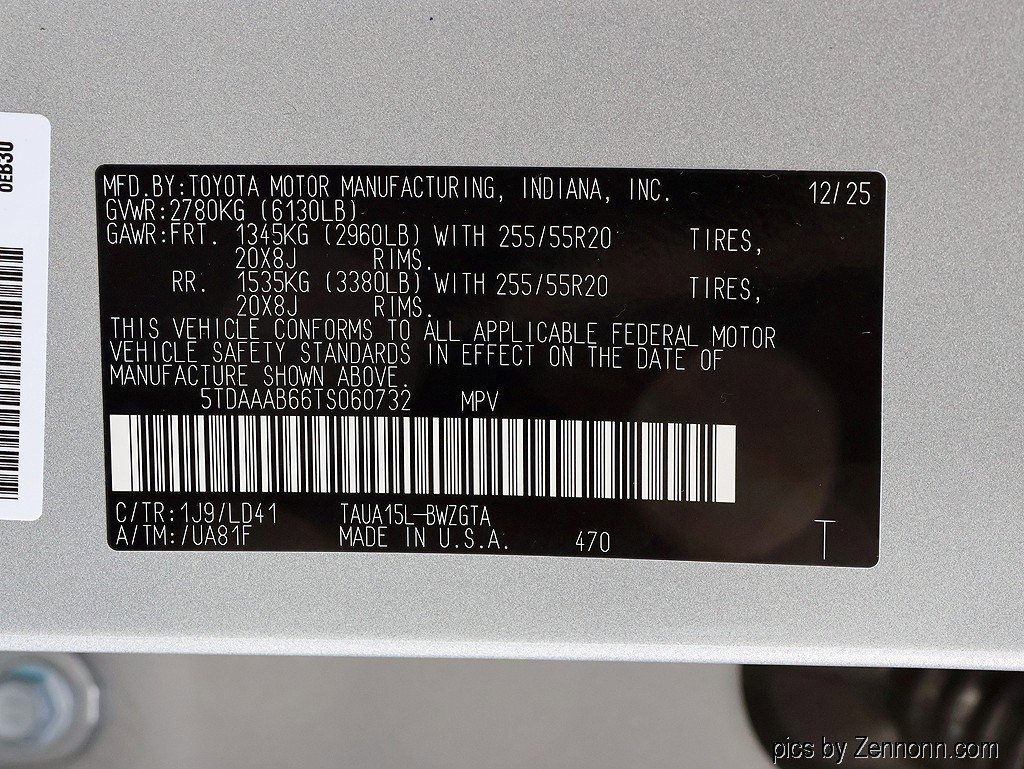 0EB30
MFD.BY:TOYOTA MOTOR MANUFACTURING, INDIANA, INC. 12/25
GVWR:2780KG (6130LB)
GAWR:FRT. 1345KG (2960LB) WITH 255/55R20 TIRES,
20X8J RIMS.
RR. 1535KG (3380LB) WITH 255/55R20 TIRES,
20X8J RIMS.
THIS VEHICLE CONFORMS TO ALL APPLICABLE FEDERAL MOTOR
VEHICLE SAFETY STANDARDS IN EFFECT ON THE DATE OF
MANUFACTURE SHOWN ABOVE.
5TDAAAB66TS060732 MPV
C/TR:1J9/LD41 TAUA15L-BWZGTA
A/TM:/UA81F MADE IN U.S.A. 470 T
pics by Zennonn.com